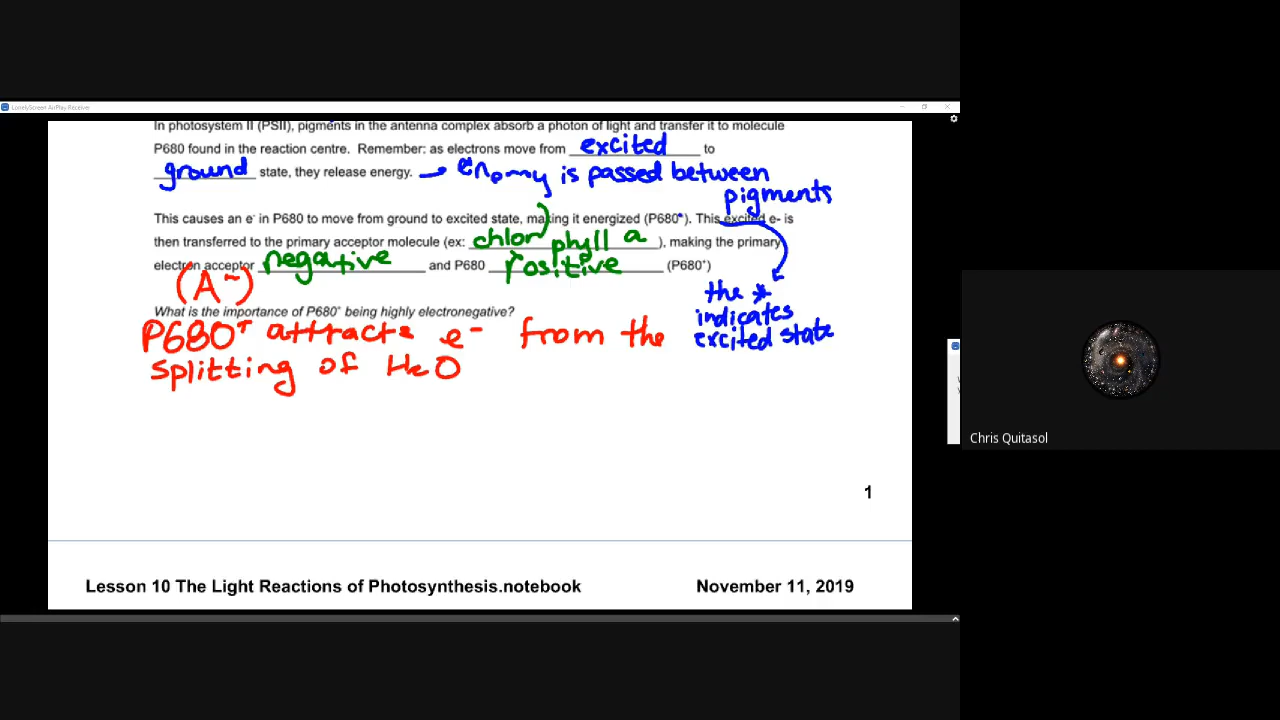 LonelyScreen AirPlay Receiver
In photosystem II (PSII), pigments in the antenna complex absorb a photon of light and transfer it to molecule
P680 found in the reaction centre. Remember: as electrons move from excited to
ground state, they release energy. → energy is passed between
pigments
This causes an e- in P680 to move from ground to excited state, making it energized (P680*). This excited e- is
then transferred to the primary acceptor molecule (ex: chlorophyll a), making the primary
electron acceptor negative and P680 positive (P680+)
(A-)
the *
indicates
excited state
What is the importance of P680+ being highly electronegative?
P680+ attracts e- from the
splitting of H2O
1
Lesson 10 The Light Reactions of Photosynthesis.notebook November 11, 2019
Chris Quitasol